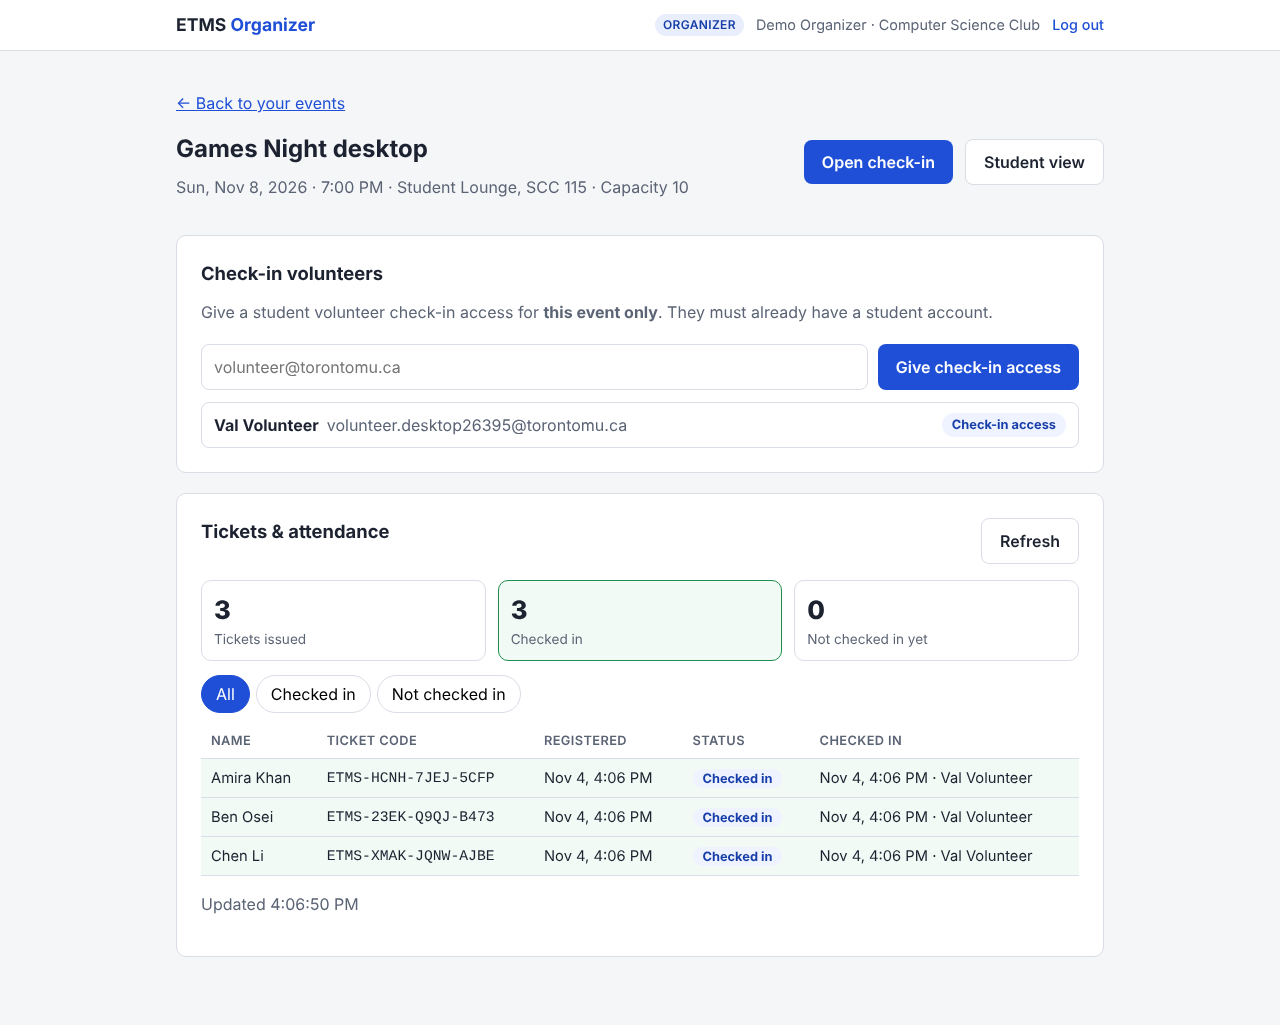 ETMS Organizer
ORGANIZER Demo Organizer · Computer Science Club Log out
← Back to your events
Games Night desktop
Sun, Nov 8, 2026 · 7:00 PM · Student Lounge, SCC 115 · Capacity 10
Open check-in
Student view
Check-in volunteers
Give a student volunteer check-in access for this event only. They must already have a student account.
volunteer@torontomu.ca
Give check-in access
Val Volunteer volunteer.desktop26395@torontomu.ca Check-in access
Tickets & attendance
Refresh
3
Tickets issued
3
Checked in
0
Not checked in yet
All Checked in Not checked in
NAME TICKET CODE REGISTERED STATUS CHECKED IN
Amira Khan ETMS-HCNH-7JEJ-5CFP Nov 4, 4:06 PM Checked in Nov 4, 4:06 PM · Val Volunteer
Ben Osei ETMS-23EK-Q9QJ-B473 Nov 4, 4:06 PM Checked in Nov 4, 4:06 PM · Val Volunteer
Chen Li ETMS-XMAK-JQNW-AJBE Nov 4, 4:06 PM Checked in Nov 4, 4:06 PM · Val Volunteer
Updated 4:06:50 PM